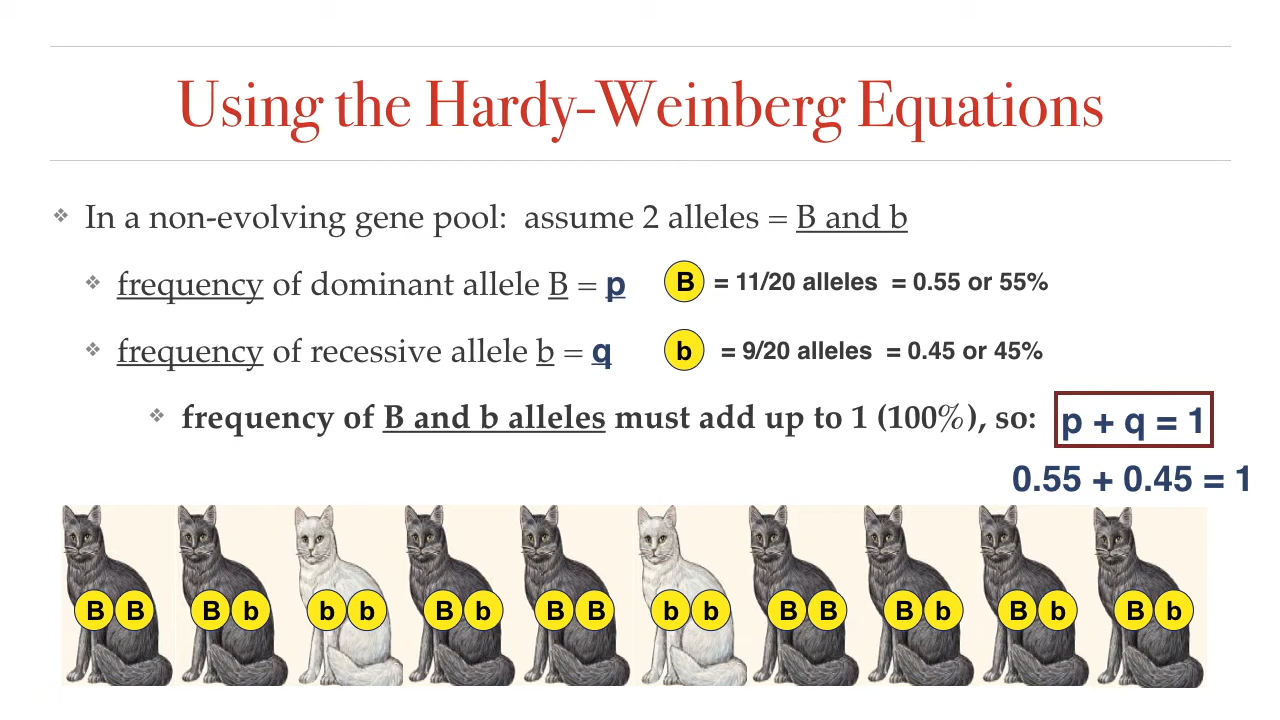 Using the Hardy-Weinberg Equations
❖ In a non-evolving gene pool: assume 2 alleles = B and b
❖ frequency of dominant allele B = p B = 11/20 alleles = 0.55 or 55%
❖ frequency of recessive allele b = q b = 9/20 alleles = 0.45 or 45%
❖ frequency of B and b alleles must add up to 1 (100%), so: p + q = 1
0.55 + 0.45 = 1
B B B b b b B b B B b b B B B b B b B b